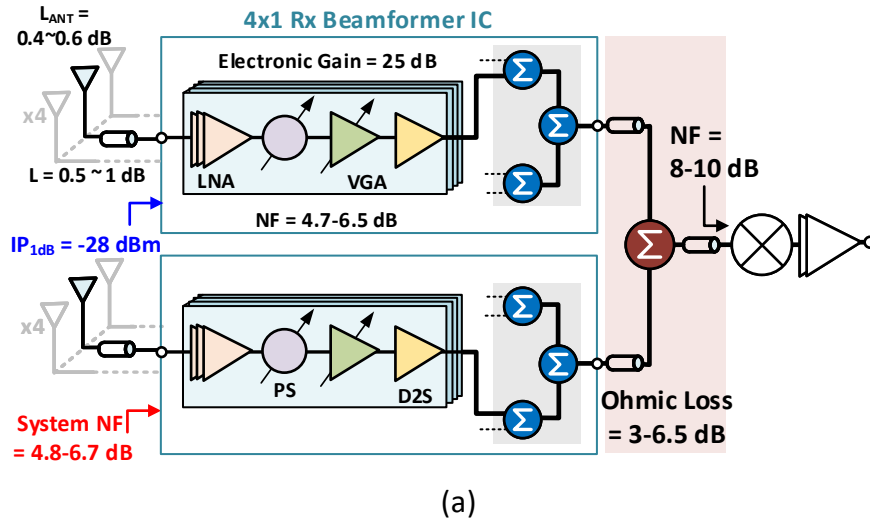 L_ANT =
0.4~0.6 dB
4x1 Rx Beamformer IC
Electronic Gain = 25 dB
x4
L = 0.5 ~ 1 dB
LNA
VGA
NF = 4.7-6.5 dB
IP1dB = -28 dBm
Σ
Σ
Σ
NF =
8-10 dB
Σ
x4
PS
D2S
Σ
Σ
Σ
System NF
= 4.8-6.7 dB
Ohmic Loss
= 3-6.5 dB
(a)